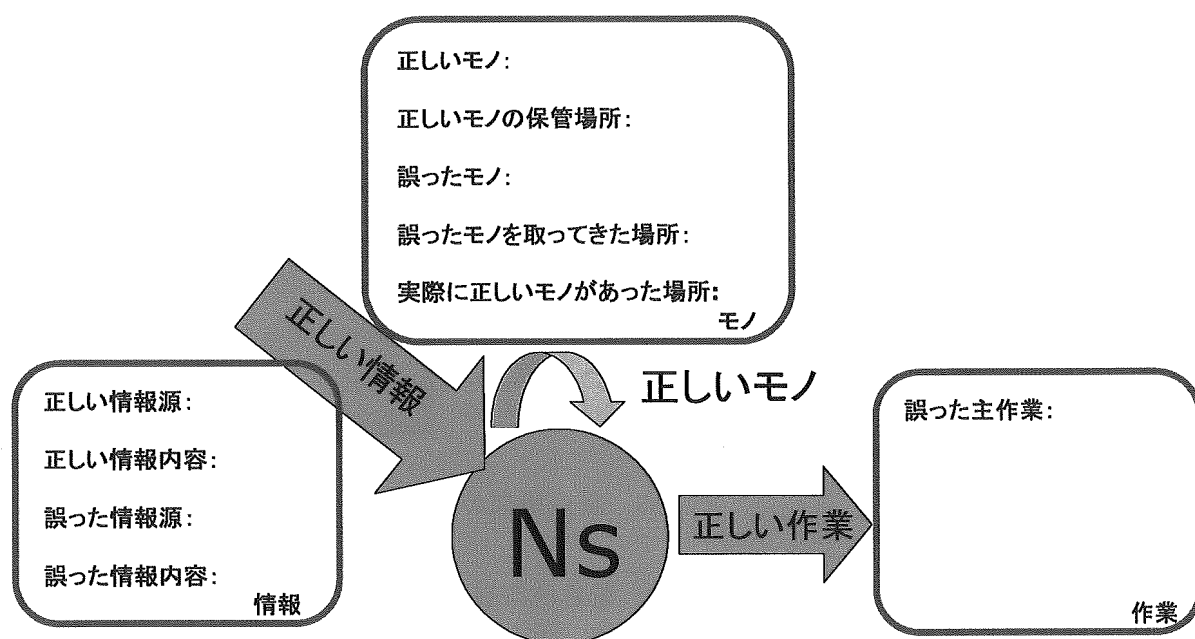 正しいモノ:
正しいモノの保管場所:
誤ったモノ:
誤ったモノを取ってきた場所:
実際に正しいモノがあった場所:
モノ
正しい情報
正しいモノ
正しい情報源:
正しい情報内容:
誤った情報源:
誤った情報内容:
情報
Ns
正しい作業
誤った主作業:
作業